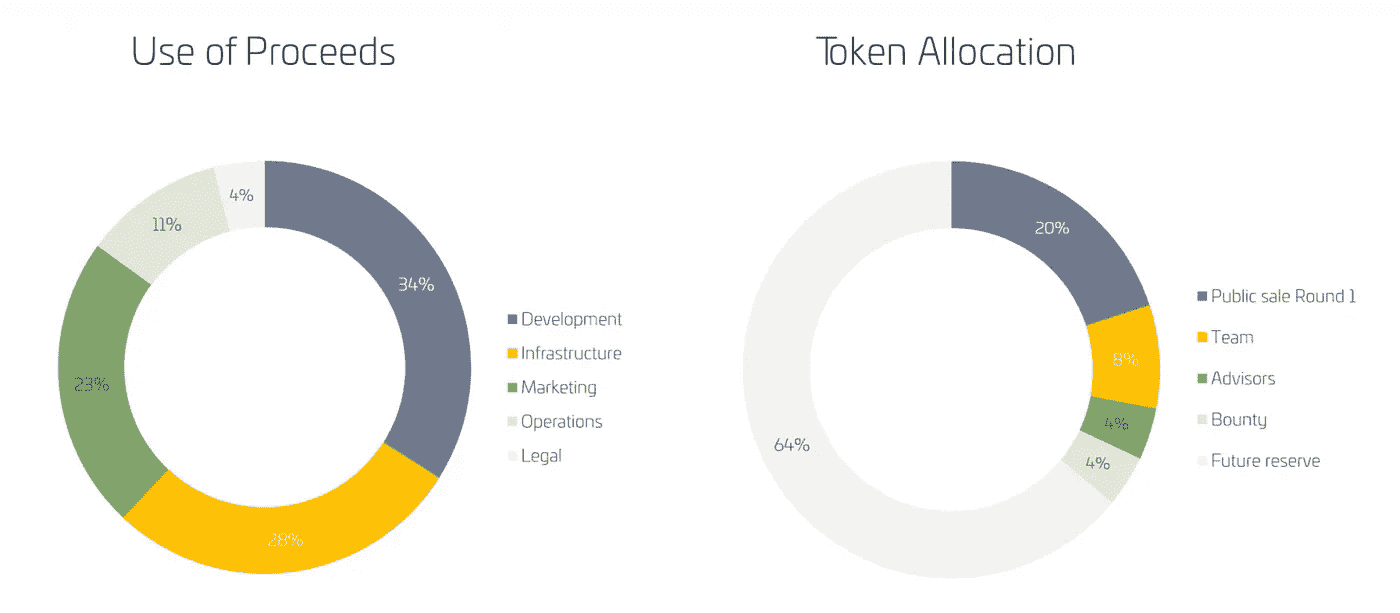 Use of Proceeds
4%
11%
34%
23%
28%
Development
Infrastructure
Marketing
Operations
Legal
Token Allocation
20%
8%
4%
4%
64%
Public sale Round 1
Team
Advisors
Bounty
Future reserve